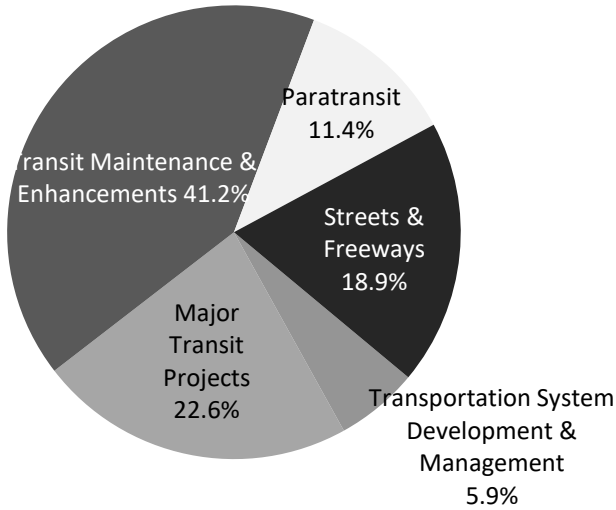 Paratransit
11.4%
Transit Maintenance &
Enhancements 41.2%
Streets &
Freeways
18.9%
Major
Transit
Projects
22.6%
Transportation System
Development &
Management
5.9%